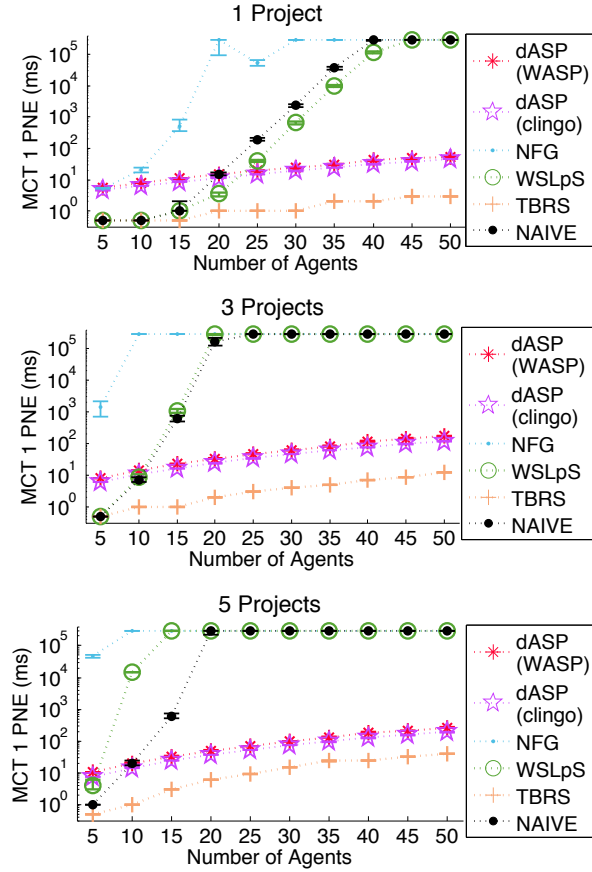 1 Project
MCT 1 PNE (ms)
10^5
10^4
10^3
10^2
10^1
10^0
5 10 15 20 25 30 35 40 45 50
Number of Agents
dASP
(WASP)
dASP
(clingo)
NFG
WSLpS
TBRS
NAIVE
3 Projects
MCT 1 PNE (ms)
10^5
10^4
10^3
10^2
10^1
10^0
5 10 15 20 25 30 35 40 45 50
Number of Agents
dASP
(WASP)
dASP
(clingo)
NFG
WSLpS
TBRS
NAIVE
5 Projects
MCT 1 PNE (ms)
10^5
10^4
10^3
10^2
10^1
10^0
5 10 15 20 25 30 35 40 45 50
Number of Agents
dASP
(WASP)
dASP
(clingo)
NFG
WSLpS
TBRS
NAIVE